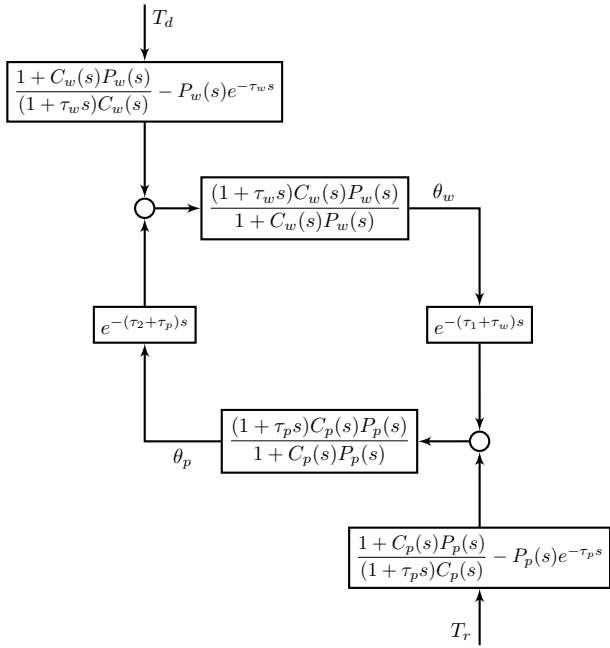 T_d
\frac{1 + C_w(s)P_w(s)}{(1 + \tau_w s)C_w(s)} - P_w(s)e^{-\tau_w s}
\frac{(1 + \tau_w s)C_w(s)P_w(s)}{1 + C_w(s)P_w(s)}
θ_w
e^{-(\tau_2+\tau_p)s}
e^{-(\tau_1+\tau_w)s}
\frac{(1 + \tau_p s)C_p(s)P_p(s)}{1 + C_p(s)P_p(s)}
θ_p
\frac{1 + C_p(s)P_p(s)}{(1 + \tau_p s)C_p(s)} - P_p(s)e^{-\tau_p s}
T_r